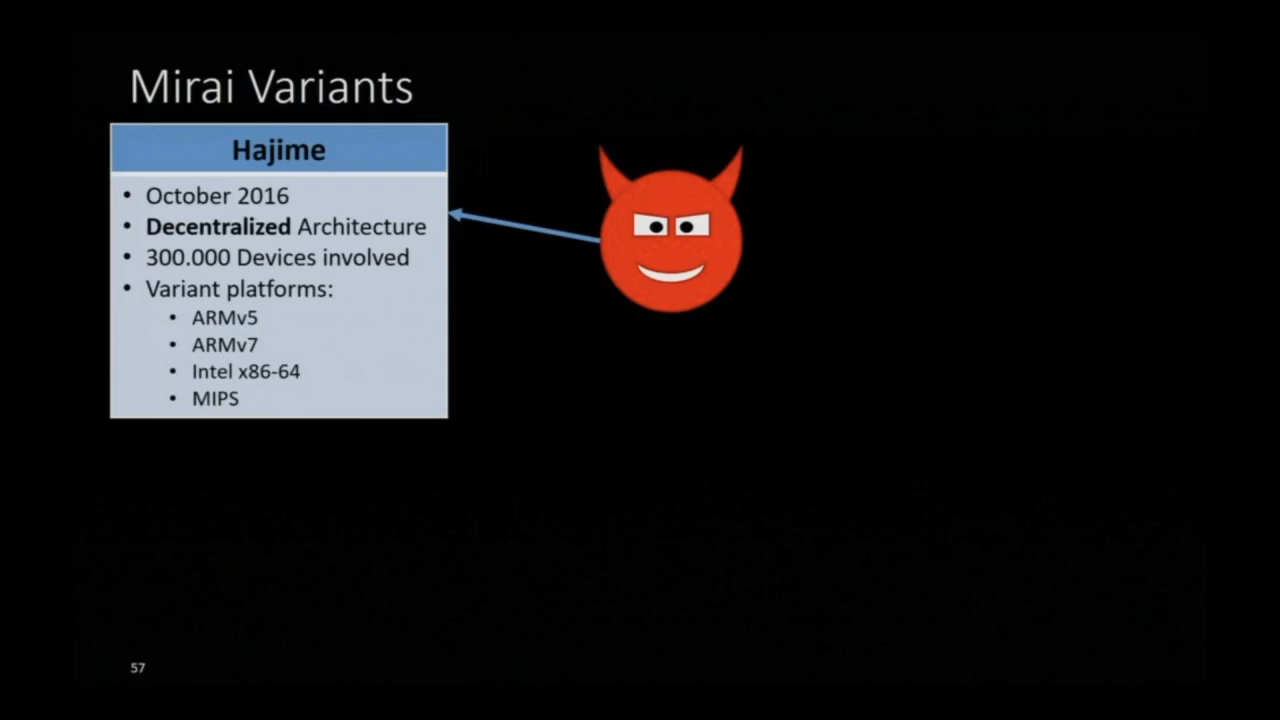 Mirai Variants
Hajime
• October 2016
• Decentralized Architecture
• 300.000 Devices involved
• Variant platforms:
• ARMv5
• ARMv7
• Intel x86-64
• MIPS
57